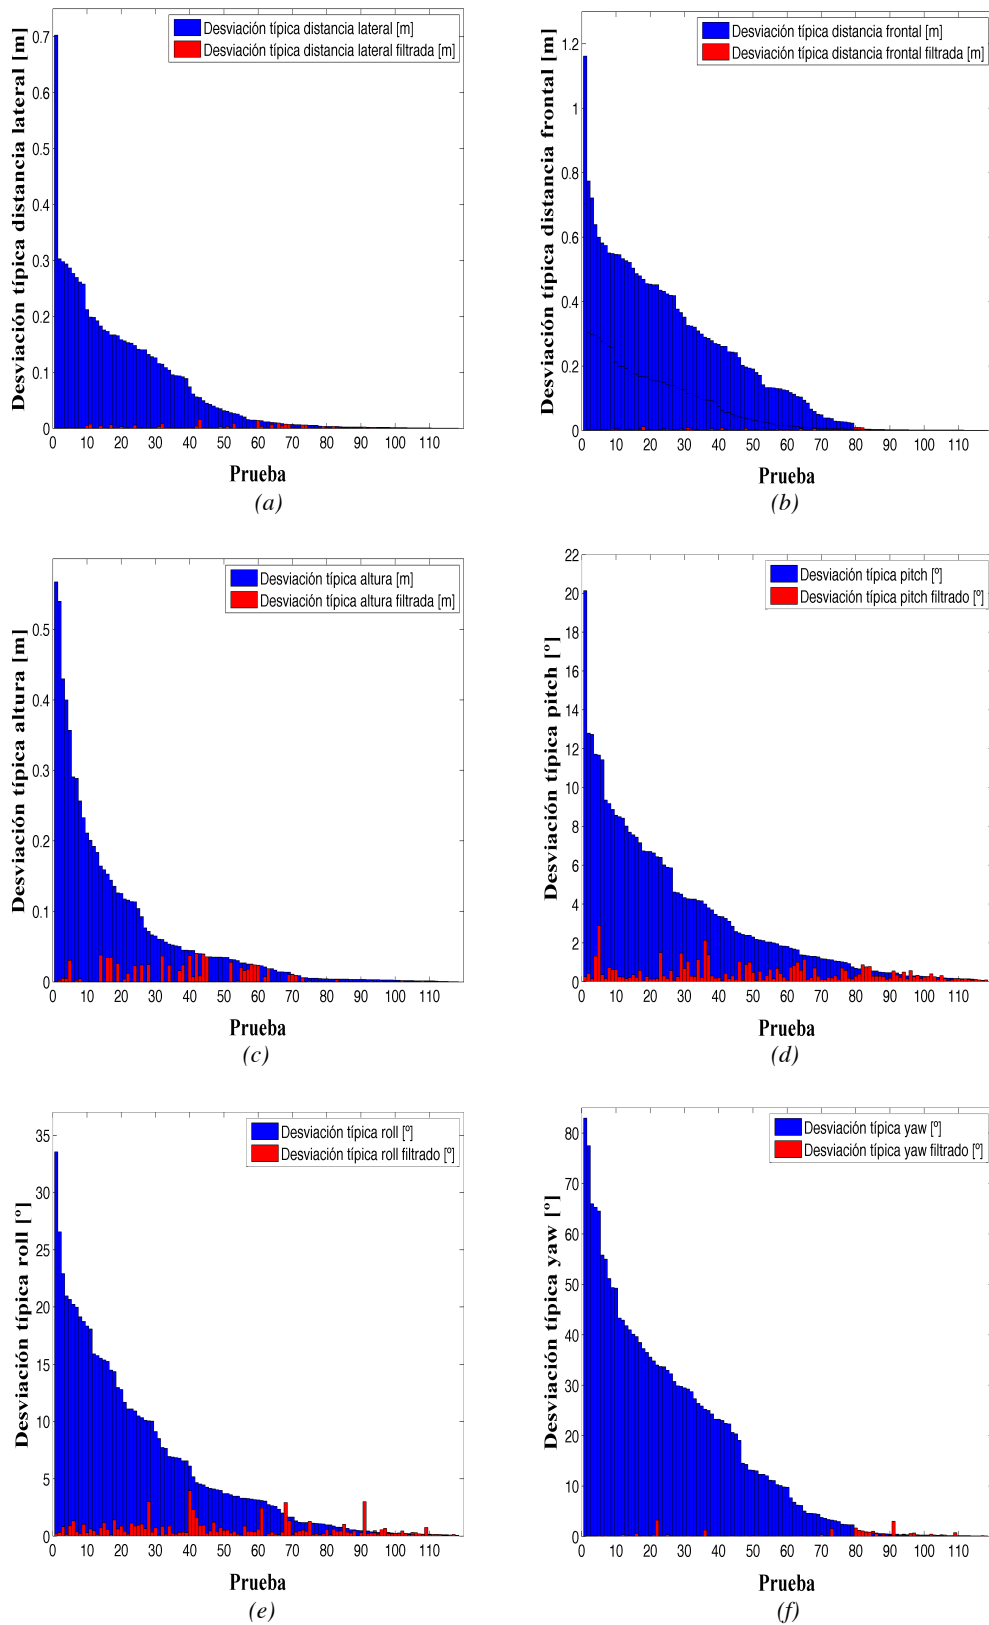 Desviación típica distancia lateral [m]
Desviación típica distancia lateral filtrada [m]
Desviación típica distancia lateral [m]
0.7
0.6
0.5
0.4
0.3
0.2
0.1
0
10 20 30 40 50 60 70 80 90 100 110
Prueba
(a)
Desviación típica distancia frontal [m]
Desviación típica distancia frontal filtrada [m]
Desviación típica distancia frontal [m]
1.2
1
0.8
0.6
0.4
0.2
0
0 10 20 30 40 50 60 70 80 90 100 110
Prueba
(b)
Desviación típica altura [m]
Desviación típica altura filtrada [m]
Desviación típica altura [m]
0.5
0.4
0.3
0.2
0.1
0
0 10 20 30 40 50 60 70 80 90 100 110
Prueba
(c)
Desviación típica pitch [º]
Desviación típica pitch filtrado [º]
Desviación típica pitch [º]
22
20
18
16
14
12
10
8
6
4
2
0
0 10 20 30 40 50 60 70 80 90 100 110
Prueba
(d)
Desviación típica roll [º]
Desviación típica roll filtrado [º]
Desviación típica roll [º]
35
30
25
20
15
10
5
0
0 10 20 30 40 50 60 70 80 90 100 110
Prueba
(e)
Desviación típica yaw [º]
Desviación típica yaw filtrado [º]
Desviación típica yaw [º]
80
70
60
50
40
30
20
10
0
0 10 20 30 40 50 60 70 80 90 100 110
Prueba
(f)